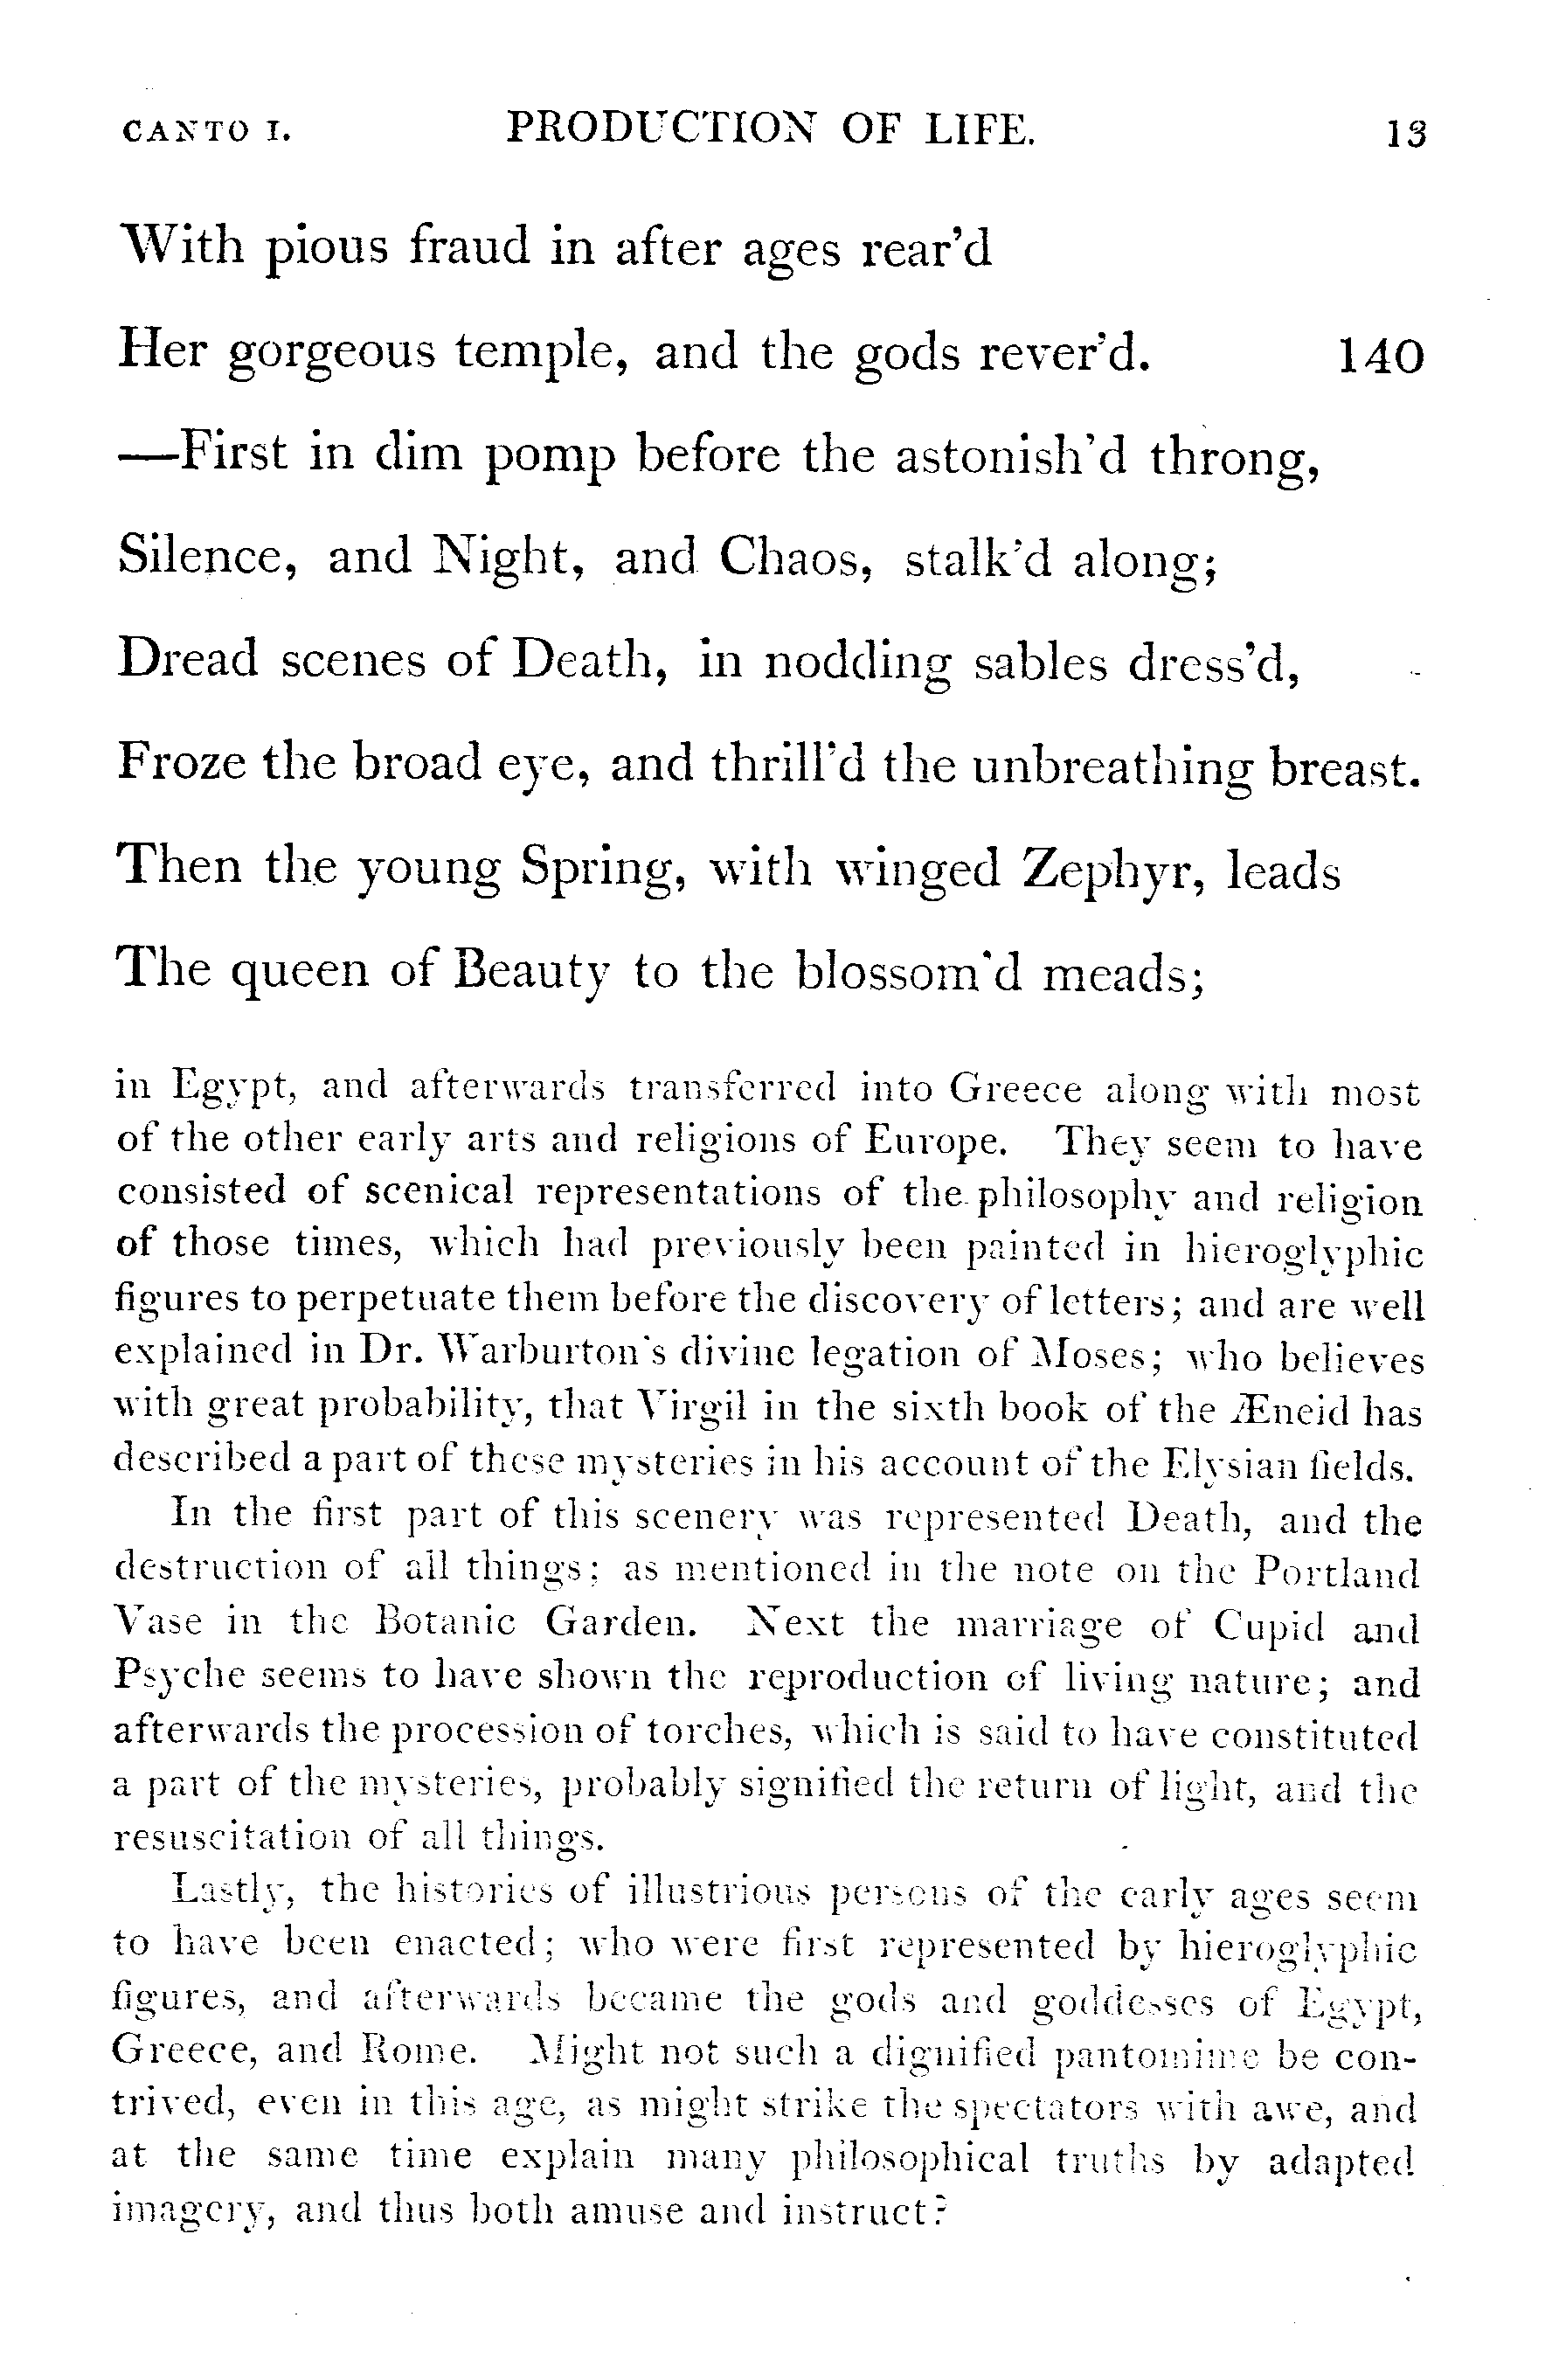 CANTO I. PRODUCTION OF LIFE. 13
With pious fraud in after ages rear'd
Her gorgeous temple, and the gods rever'd. 140
—First in dim pomp before the astonish'd throng,
Silence, and Night, and Chaos, stalk'd along;
Dread scenes of Death, in nodding sables dress'd,
Froze the broad eye, and thrill'd the unbreathing breast.
Then the young Spring, with winged Zephyr, leads
The queen of Beauty to the blossom'd meads;
in Egypt, and afterwards transferred into Greece along with most
of the other early arts and religions of Europe. They seem to have
consisted of scenical representations of the philosophy and religion
of those times, which had previously been painted in hieroglyphic
figures to perpetuate them before the discovery of letters; and are well
explained in Dr. Warburton's divine legation of Moses; who believes
with great probability, that Virgil in the sixth book of the Æneid has
described a part of these mysteries in his account of the Elysian fields.
In the first part of this scenery was represented Death, and the
destruction of all things; as mentioned in the note on the Portland
Vase in the Botanic Garden. Next the marriage of Cupid and
Psyche seems to have shown the reproduction of living nature; and
afterwards the procession of torches, which is said to have constituted
a part of the mysteries, probably signified the return of light, and the
resuscitation of all things.
Lastly, the histories of illustrious persons of the early ages seem
to have been enacted; who were first represented by hieroglyphic
figures, and afterwards became the gods and goddesses of Egypt,
Greece, and Rome. Might not such a dignified pantomime be con-
trived, even in this age, as might strike the spectators with awe, and
at the same time explain many philosophical truths by adapted
imagery, and thus both amuse and instruct?